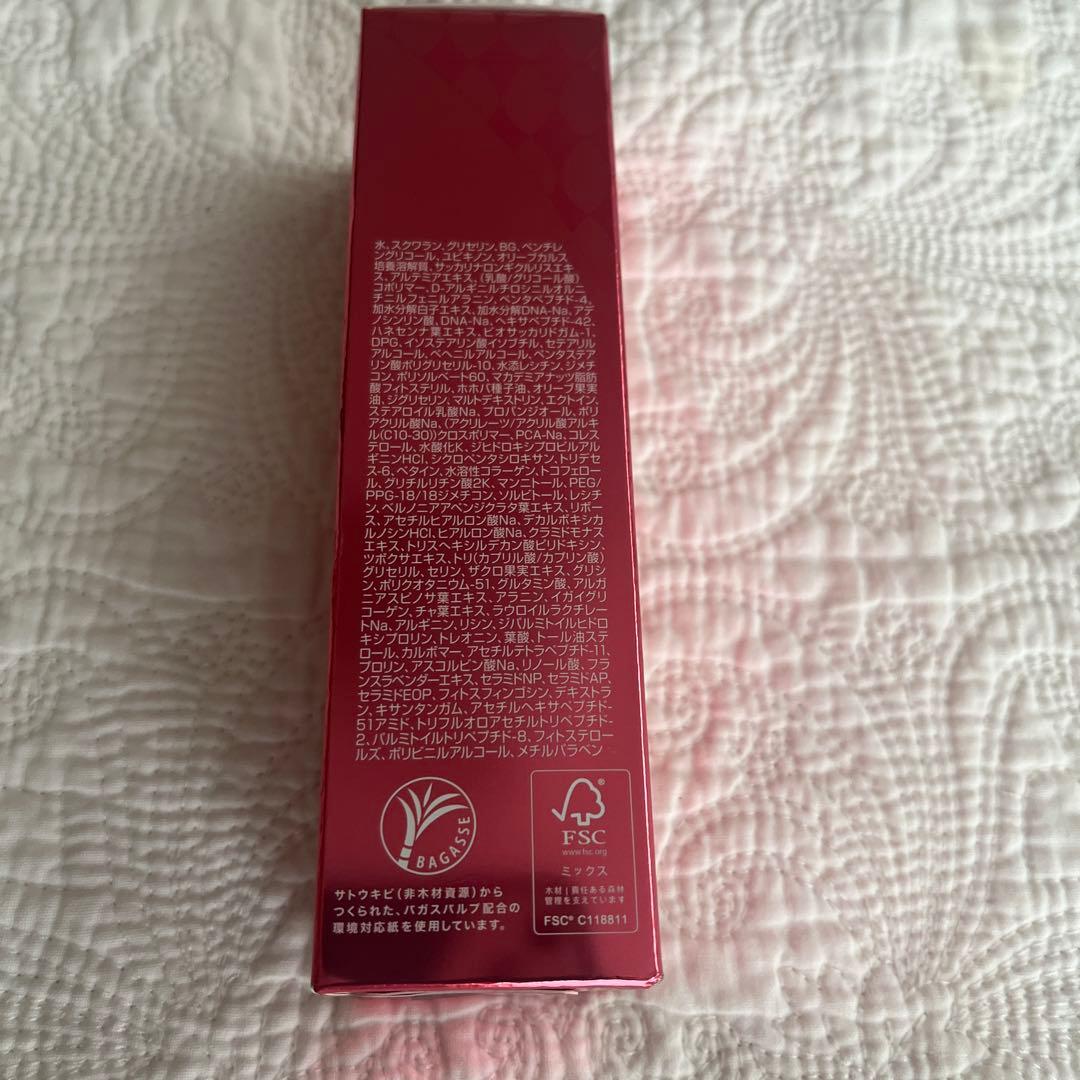 水、スクワラン、グリセリン、BG、ペンチレ
ングリコール、ユビキノン、オリーブカルス
培養溶解質、サッカリナロンギクルリスエキ
ス、アルテミアエキス、(乳酸/グリコール酸)
コポリマー、D-アルギニルチロシニルオルニ
チニルフェニルアラニン、ペンタペプチド-4、
加水分解白子エキス、加水分解DNA-Na、アデ
ノシンリン酸、DNA-Na、ヘキサペプチド-42、
ハネセンナ葉エキス、ビオサッカリドガム-1、
DPG、イソステアリン酸イソプチル、セテアリル
アルコール、ベヘニルアルコール、ペンタステア
リン酸ポリグリセリル-10、水添レシチン、ジメチ
コン、ポリソルベート60、マカデミアナッツ脂肪
酸フィトステリル、ホホバ種子油、オリーブ果実
油、ジグリセリン、マルトデキストリン、エクトイン、
ステアロイル乳酸Na、プロパンジオール、ポリ
アクリル酸Na、(アクリレーツ/アクリル酸アル
キル(C10-30))クロスポリマー、PCA-Na、コレス
テロール、水酸化K、ジヒドロキシプロピルアル
ギニンHCl、シクロペンタシロキサン、トリデセ
ス-6、ベタイン、水溶性コラーゲン、トコフェロ
ール、グリチルリチン酸2K、マンニトール、PEG/
PPG-18/18ジメチコン、ソルビトール、レシチ
ン、ベルノニアアペンジクラタ葉エキス、リボー
ス、アセチルヒアルロン酸Na、デカルボキシカ
ルノシンHCl、ヒアルロン酸Na、クラミドモナス
エキス、トリスヘキシルデカン酸ピリドキシン、
ツボクサエキス、トリ(カプリル酸/カプリン酸)
グリセリル、セリン、ザクロ果実エキス、グリシ
ン、ポリクオタニウム-51、グルタミン酸、アルガ
ニアスピノサ葉エキス、アラニン、イガイグリ
コーゲン、チャ葉エキス、ラウロイルラクチレー
トNa、アルギニン、リシン、ジパルミトイルヒドロ
キシプロリン、トレオニン、葉酸、トール油ステ
ロール、カルボマー、アセチルテトラペプチド-11、
プロリン、アスコルビン酸Na、リノール酸、フラ
ンスラベンダーエキス、セラミドNP、セラミドAP、
セラミドEOP、フィトスフィンゴシン、デキストラ
ン、キサンタンガム、アセチルヘキサペプチド-
51アミド、トリフルオロアセチルトリペプチド-
2、パルミトイルトリペプチド-8、フィトステロー
ルズ、ポリビニルアルコール、メチルパラベン
BAGASSE
サトウキビ(非木材資源)から
つくられた、バガスパルプ配合の
環境対応紙を使用しています。
FSC
www.fsc.org
ミックス
木材 | 責任ある森林
管理を支えています
FSC® C118811